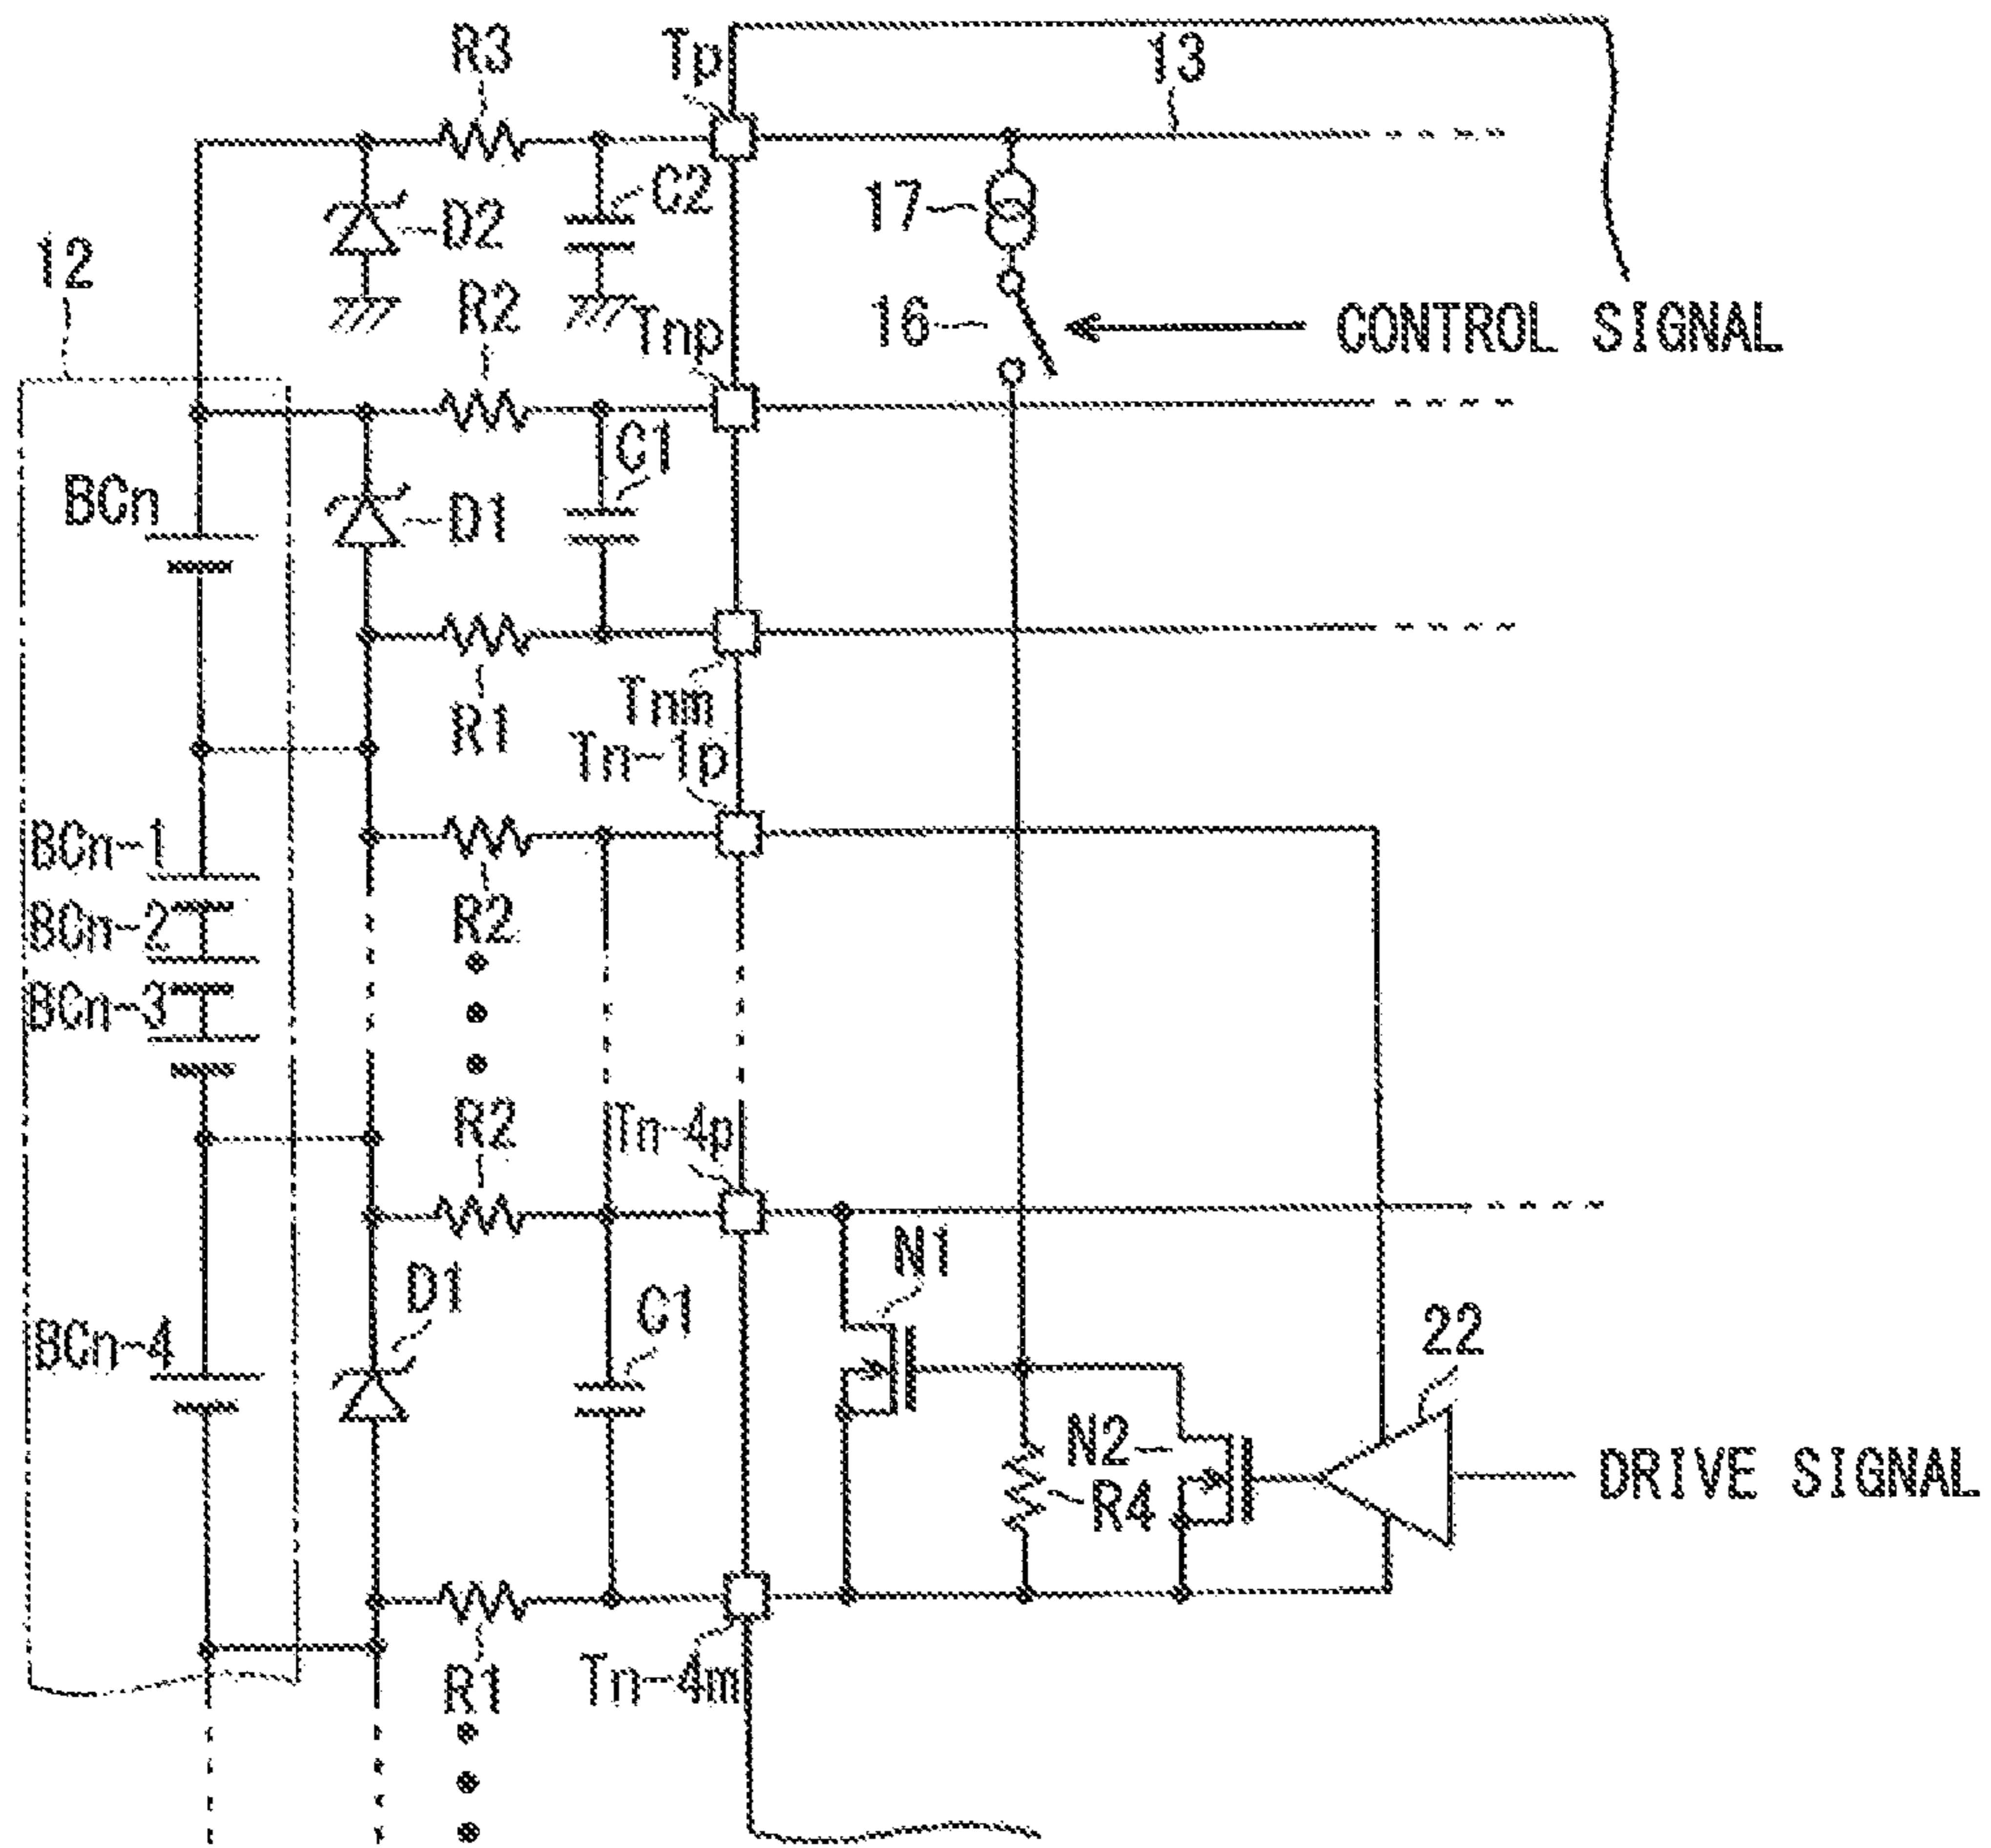 R3
Tp
13
C2
D2
17
12
R2
Tnp
16
CONTROL SIGNAL
C1
BCn
D1
Tnm
R1
Tn-1p
BCn-1
BCn-2
R2
BCn-3
R2
Tn-4p
N1
D1
C1
22
BCn-4
N2
R4
DRIVE SIGNAL
R1
Tn-4m